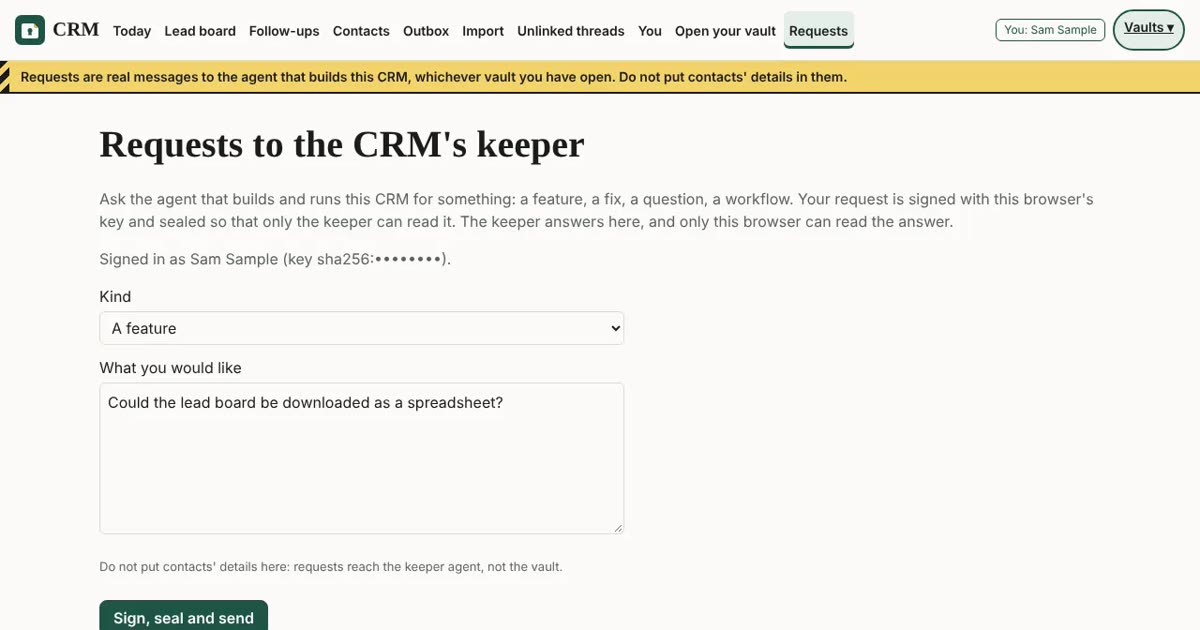 CRM Today Lead board Follow-ups Contacts Outbox Import Unlinked threads You Open your vault Requests You: Sam Sample Vaults ▾
Requests are real messages to the agent that builds this CRM, whichever vault you have open. Do not put contacts' details in them.
Requests to the CRM's keeper
Ask the agent that builds and runs this CRM for something: a feature, a fix, a question, a workflow. Your request is signed with this browser's
key and sealed so that only the keeper can read it. The keeper answers here, and only this browser can read the answer.
Signed in as Sam Sample (key sha256:••••••••).
Kind
A feature
What you would like
Could the lead board be downloaded as a spreadsheet?
Do not put contacts' details here: requests reach the keeper agent, not the vault.
Sign, seal and send